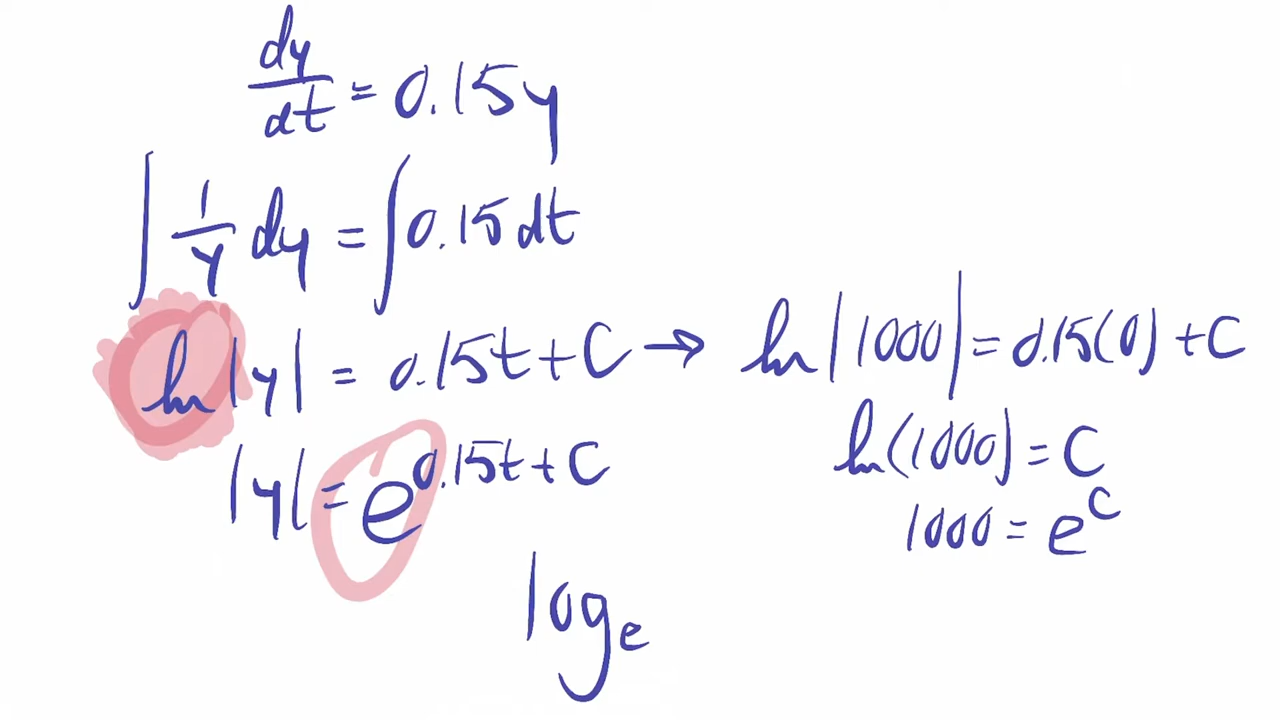 dy/dt = 0.15y
∫ 1/y dy = ∫ 0.15 dt
ln |y| = 0.15t + C → ln |1000| = 0.15(0) + C
ln(1000) = C
|y| = e^{0.15t + C}
1000 = e^C
log_e